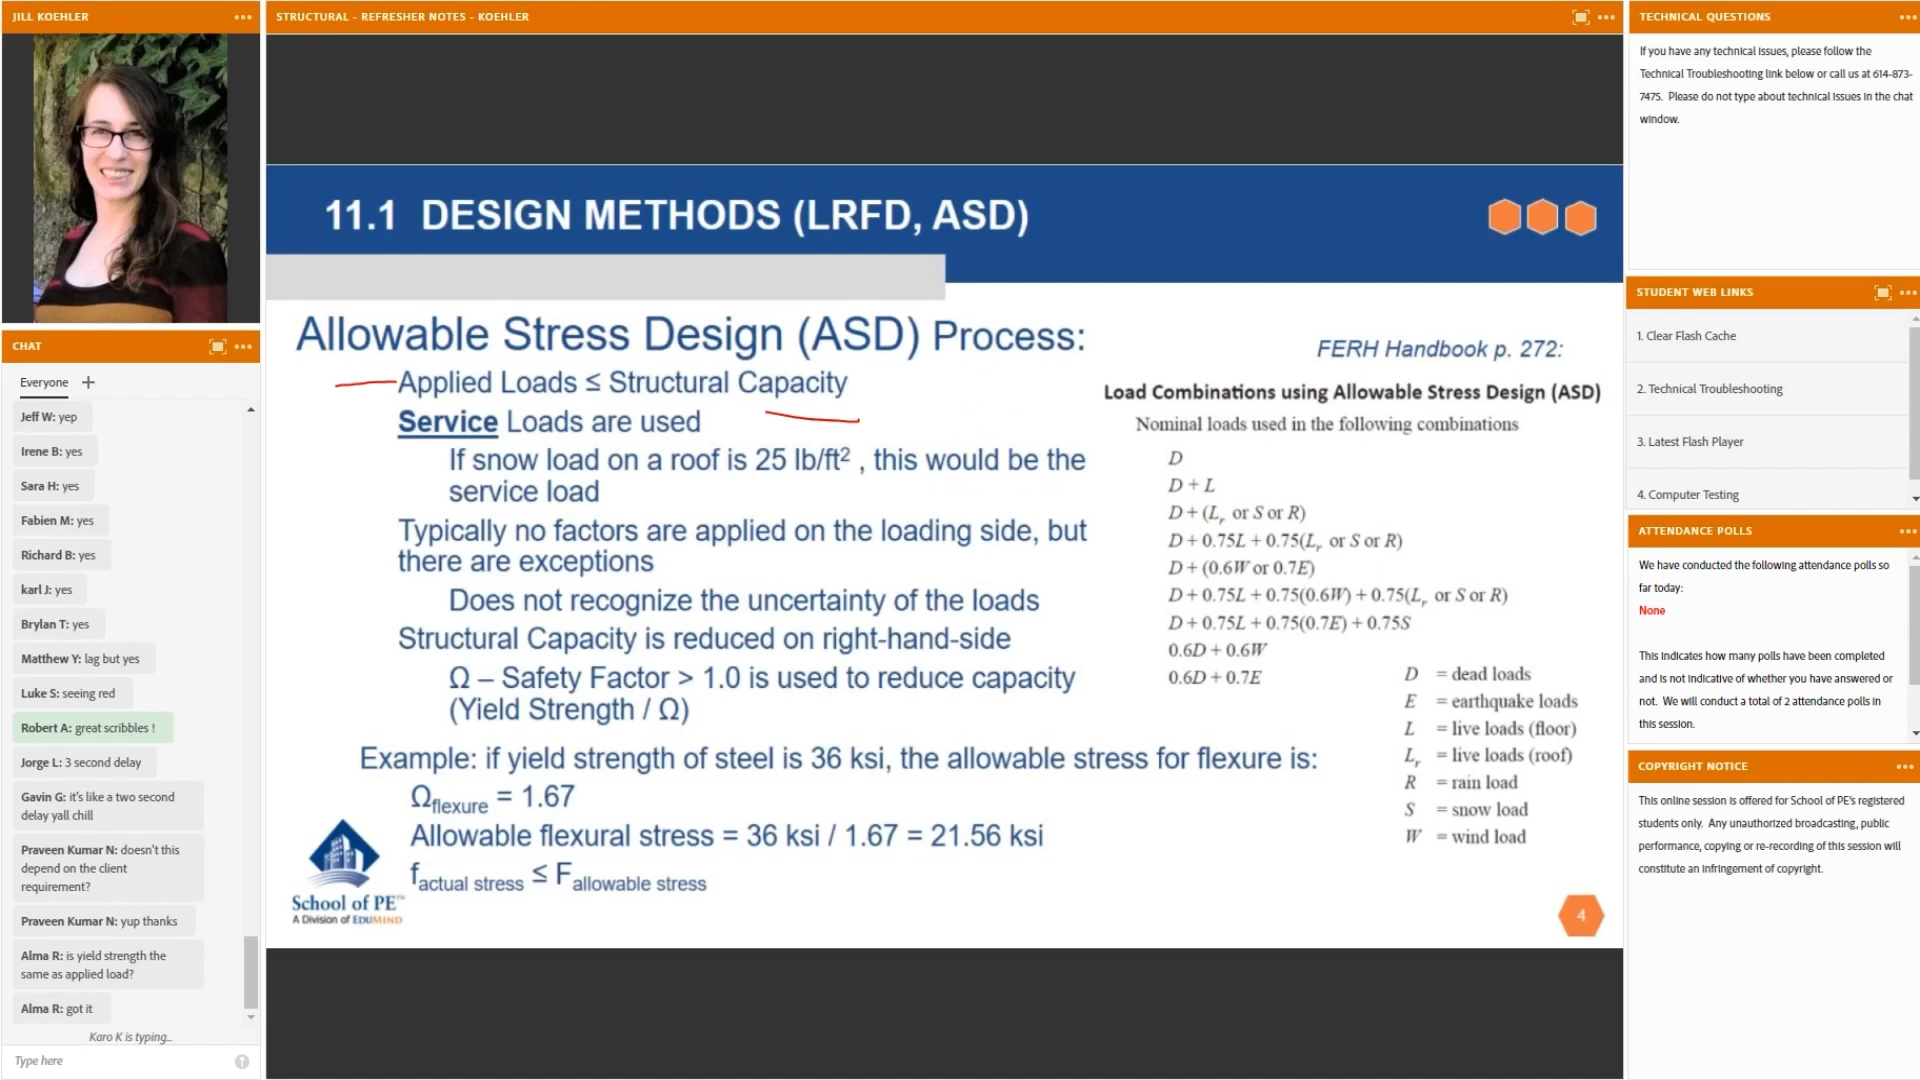 JILL KOEHLER
STRUCTURAL - REFRESHER NOTES - KOEHLER
TECHNICAL QUESTIONS
If you have any technical issues, please follow the
Technical Troubleshooting link below or call us at 614-873-
7475. Please do not type about technical issues in the chat
window.
STUDENT WEB LINKS
1. Clear Flash Cache
2. Technical Troubleshooting
3. Latest Flash Player
4. Computer Testing
ATTENDANCE POLLS
We have conducted the following attendance polls so
far today:
None
This indicates how many polls have been completed
and is not indicative of whether you have answered or
not. We will conduct a total of 2 attendance polls in
this session.
COPYRIGHT NOTICE
This online session is offered for School of PE's registered
students only. Any unauthorized broadcasting, public
performance, copying or re-recording of this session will
constitute an infringement of copyright.
CHAT
Everyone +
Jeff W: yep
Irene B: yes
Sara H: yes
Fabien M: yes
Richard B: yes
karl J: yes
Brylan T: yes
Matthew Y: lag but yes
Luke S: seeing red
Robert A: great scribbles !
Jorge L: 3 second delay
Gavin G: it's like a two second
delay yall chill
Praveen Kumar N: doesn't this
depend on the client
requirement?
Praveen Kumar N: yup thanks
Alma R: is yield strength the
same as applied load?
Alma R: got it
Karo K is typing...
Type here
11.1 DESIGN METHODS (LRFD, ASD)
Allowable Stress Design (ASD) Process:
Applied Loads ≤ Structural Capacity
Service Loads are used
If snow load on a roof is 25 lb/ft² , this would be the
service load
Typically no factors are applied on the loading side, but
there are exceptions
Does not recognize the uncertainty of the loads
Structural Capacity is reduced on right-hand-side
Ω – Safety Factor > 1.0 is used to reduce capacity
(Yield Strength / Ω)
Example: if yield strength of steel is 36 ksi, the allowable stress for flexure is:
Ωflexure = 1.67
Allowable flexural stress = 36 ksi / 1.67 = 21.56 ksi
factual stress ≤ Fallowable stress
FERH Handbook p. 272:
Load Combinations using Allowable Stress Design (ASD)
Nominal loads used in the following combinations
D
D + L
D + (Lr or S or R)
D + 0.75L + 0.75(Lr or S or R)
D + (0.6W or 0.7E)
D + 0.75L + 0.75(0.6W) + 0.75(Lr or S or R)
D + 0.75L + 0.75(0.7E) + 0.75S
0.6D + 0.6W
0.6D + 0.7E
D = dead loads
E = earthquake loads
L = live loads (floor)
Lr = live loads (roof)
R = rain load
S = snow load
W = wind load
School of PE™
A Division of EDUMIND
4